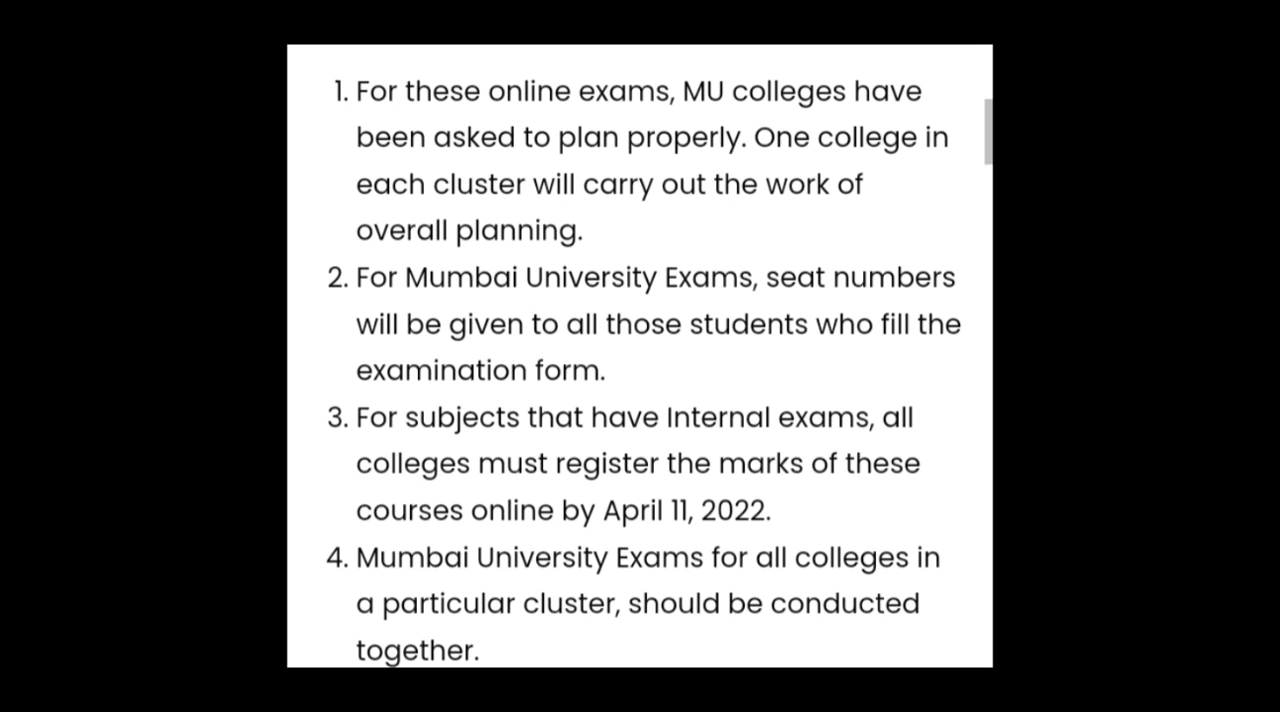 1. For these online exams, MU colleges have
been asked to plan properly. One college in
each cluster will carry out the work of
overall planning.
2. For Mumbai University Exams, seat numbers
will be given to all those students who fill the
examination form.
3. For subjects that have Internal exams, all
colleges must register the marks of these
courses online by April 11, 2022.
4. Mumbai University Exams for all colleges in
a particular cluster, should be conducted
together.